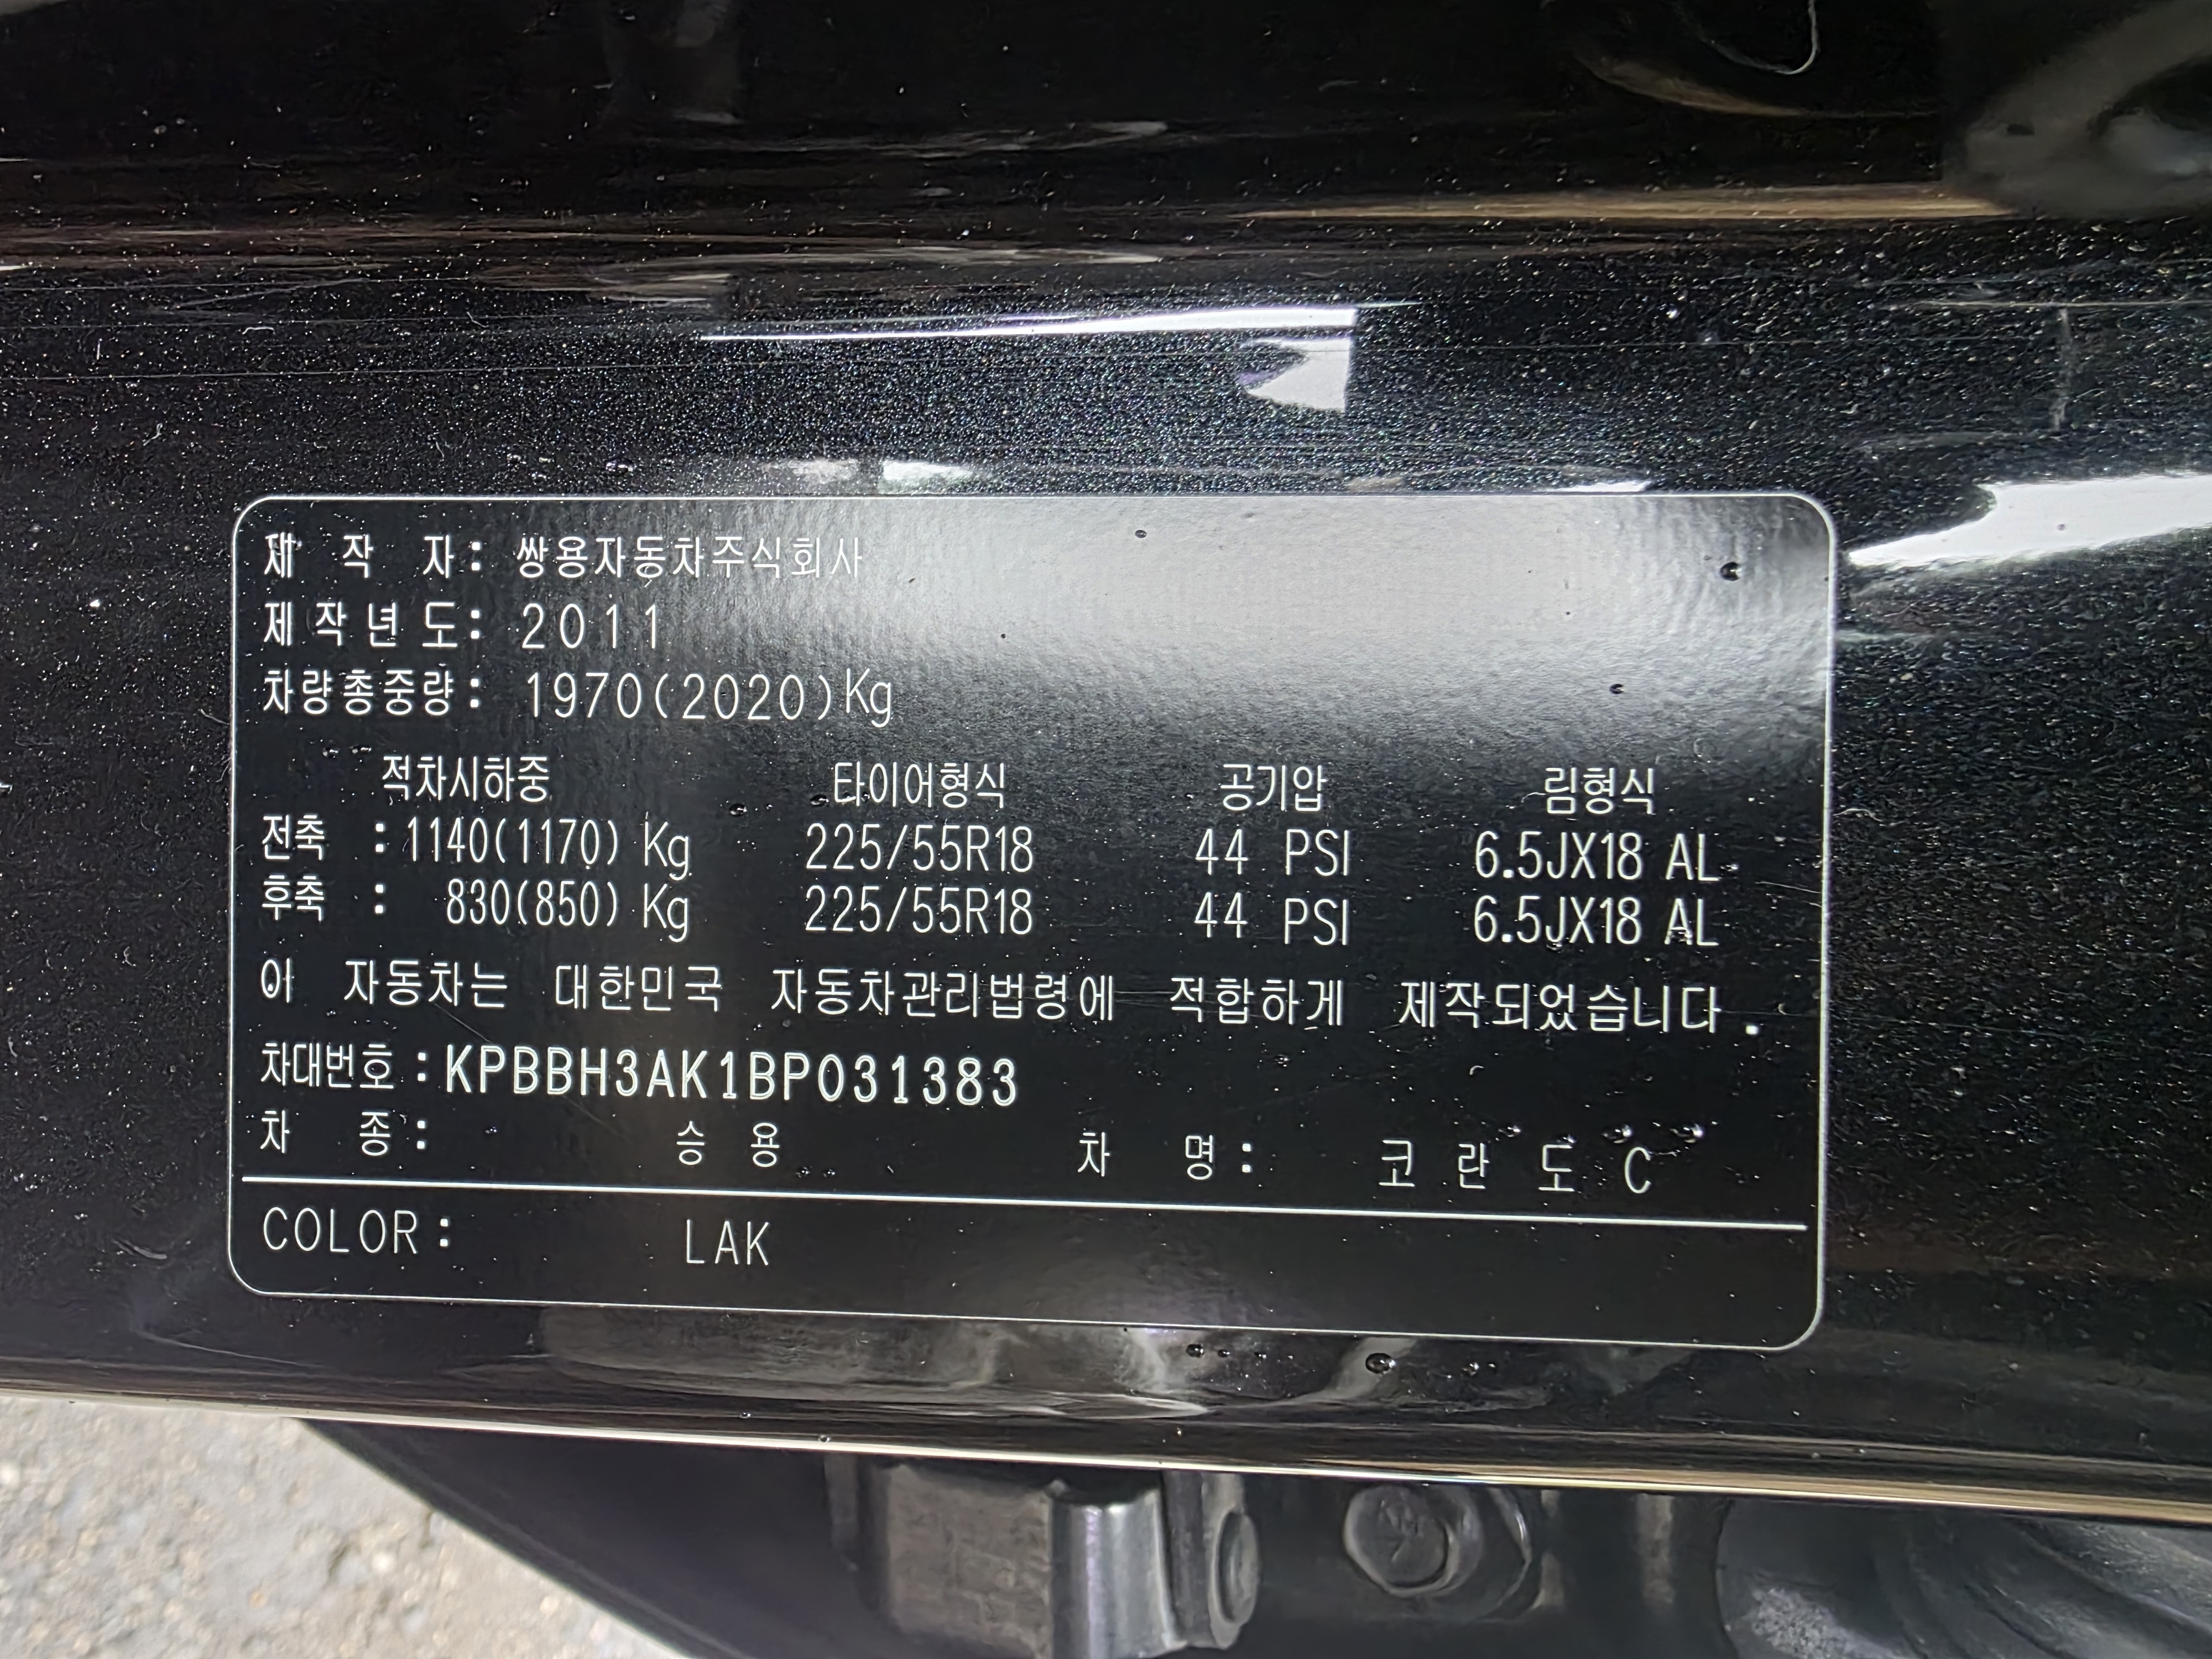 제 작 자: 쌍용자동차주식회사
제작년도: 2011
차량총중량: 1970(2020)Kg
적차시하중 타이어형식 공기압 림형식
전축 : 1140(1170) Kg 225/55R18 44 PSI 6.5JX18 AL
후축 : 830(850) Kg 225/55R18 44 PSI 6.5JX18 AL
이 자동차는 대한민국 자동차관리법령에 적합하게 제작되었습니다.
차대번호 : KPBBH3AK1BP031383
차 종: 승 용 차 명: 코 란 도 C
COLOR: LAK